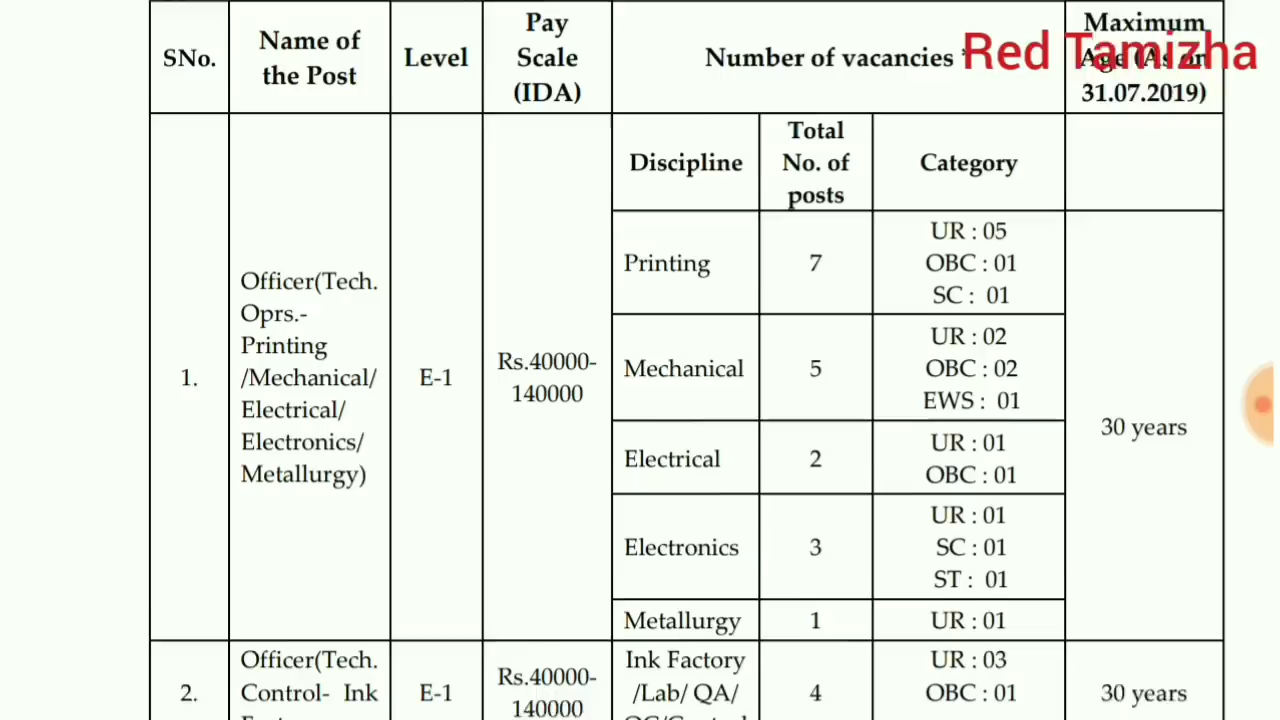 SNo.
Name of
the Post
Level
Pay
Scale
(IDA)
Number of vacancies *
Maximum
Age (As on
31.07.2019)
Red Tamizha
Discipline
Total
No. of
posts
Category
1.
Officer(Tech.
Oprs.-
Printing
/Mechanical/
Electrical/
Electronics/
Metallurgy)
E-1
Rs.40000-
140000
Printing
7
UR : 05
OBC : 01
SC : 01
Mechanical
5
UR : 02
OBC : 02
EWS : 01
Electrical
2
UR : 01
OBC : 01
Electronics
3
UR : 01
SC : 01
ST : 01
Metallurgy
1
UR : 01
30 years
2.
Officer(Tech.
Control- Ink
E-1
Rs.40000-
140000
Ink Factory
/Lab/ QA/
4
UR : 03
OBC : 01
30 years